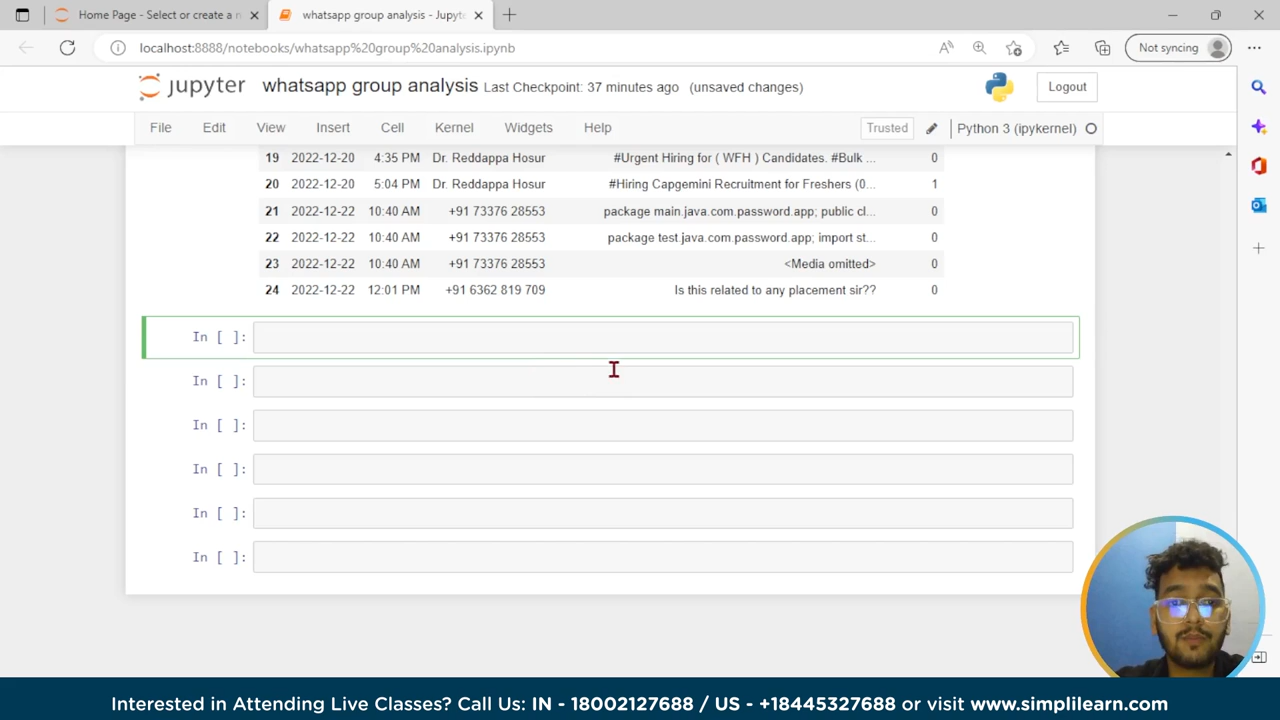 Home Page - Select or create a n
whatsapp group analysis - Jupyte
localhost:8888/notebooks/whatsapp%20group%20analysis.ipynb
Not syncing
jupyter whatsapp group analysis Last Checkpoint: 37 minutes ago (unsaved changes)
Logout
File Edit View Insert Cell Kernel Widgets Help
Trusted
Python 3 (ipykernel)
19 2022-12-20 4:35 PM Dr. Reddappa Hosur #Urgent Hiring for ( WFH ) Candidates. #Bulk ... 0
20 2022-12-20 5:04 PM Dr. Reddappa Hosur #Hiring Capgemini Recruitment for Freshers (0... 1
21 2022-12-22 10:40 AM +91 73376 28553 package main.java.com.password.app; public cl... 0
22 2022-12-22 10:40 AM +91 73376 28553 package test java.com.password.app; import st... 0
23 2022-12-22 10:40 AM +91 73376 28553 <Media omitted> 0
24 2022-12-22 12:01 PM +91 6362 819 709 Is this related to any placement sir?? 0
In [ ]:
In [ ]:
In [ ]:
In [ ]:
In [ ]:
In [ ]:
Interested in Attending Live Classes? Call Us: IN - 18002127688 / US - +18445327688 or visit www.simplilearn.com